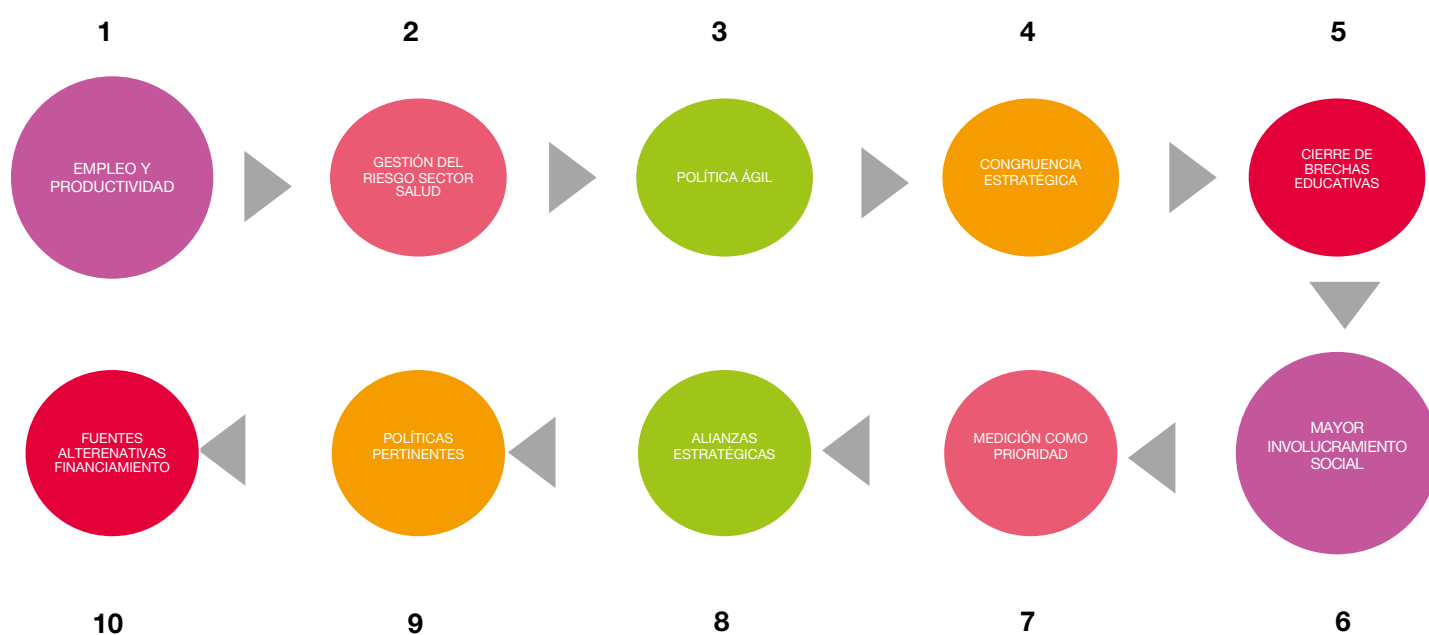 1
2
3
4
5
EMPLEO Y
PRODUCTIVIDAD
GESTIÓN DEL
RIESGO SECTOR
SALUD
POLÍTICA ÁGIL
CONGRUENCIA
ESTRATÉGICA
CIERRE DE
BRECHAS
EDUCATIVAS
FUENTES
ALTERENATIVAS
FINANCIAMIENTO
POLÍTICAS
PERTINENTES
ALIANZAS
ESTRATÉGICAS
MEDICIÓN COMO
PRIORIDAD
MAYOR
INVOLUCRAMIENTO
SOCIAL
10
9
8
7
6